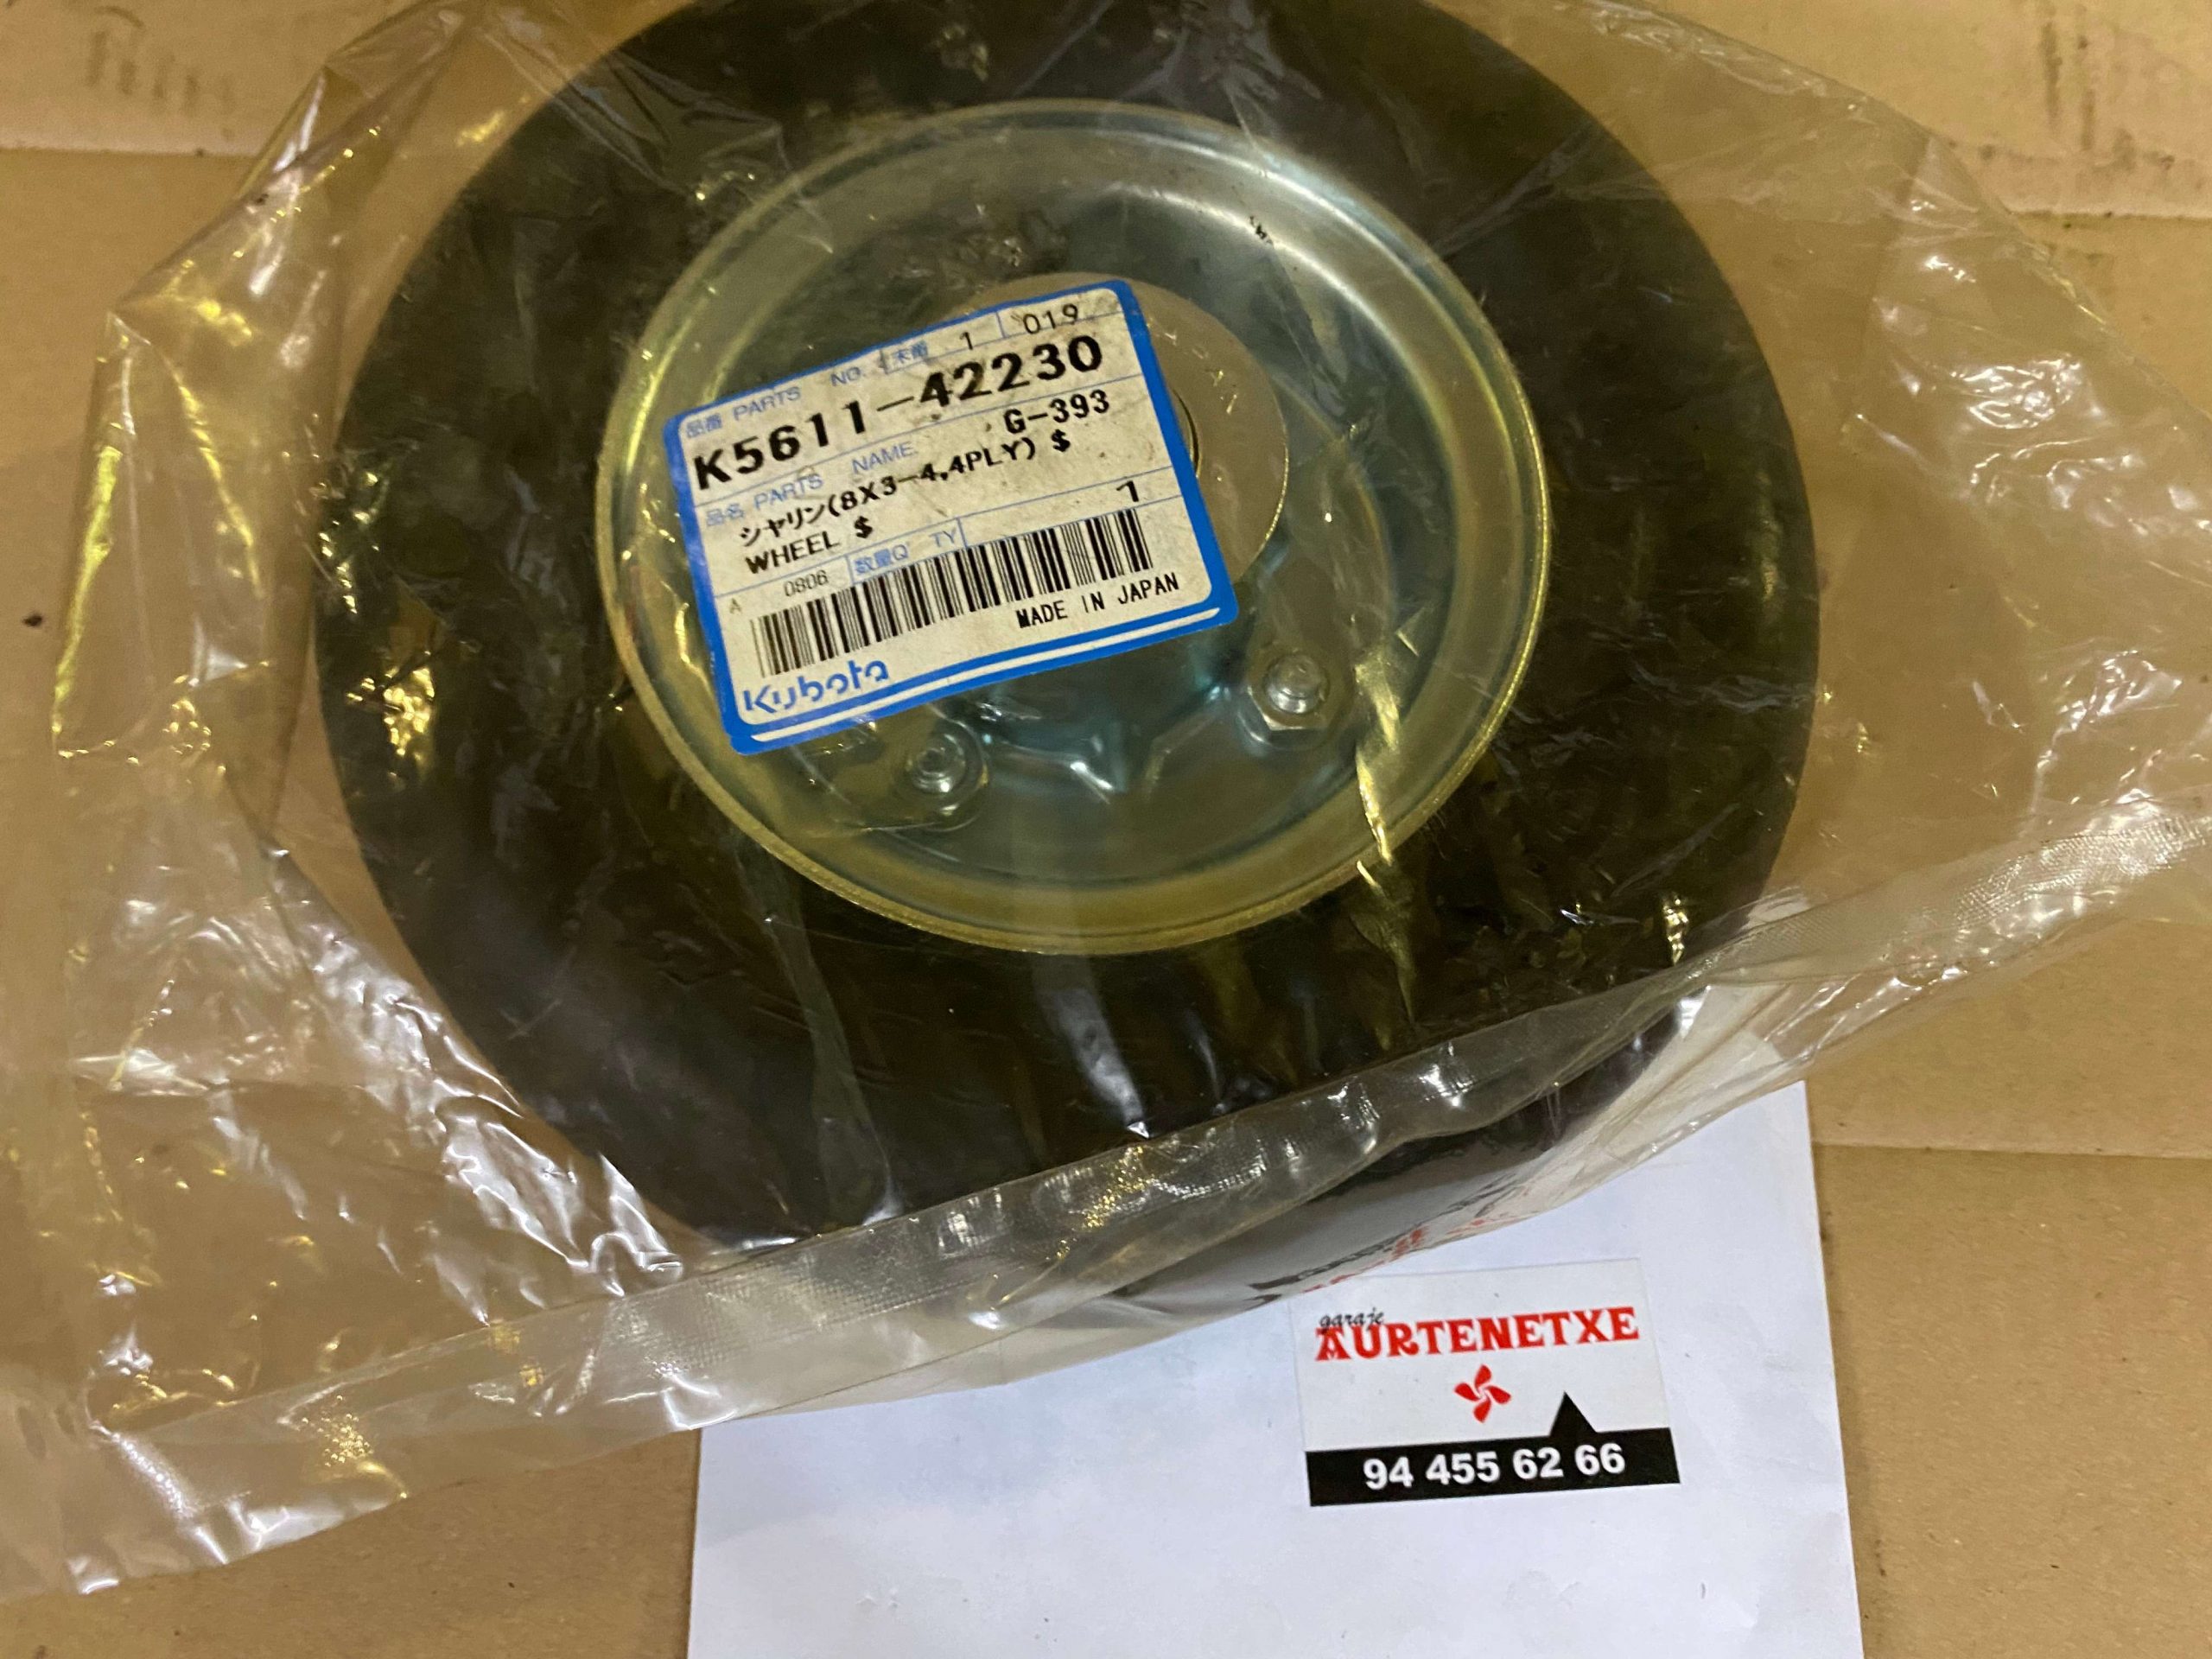 品番 PARTS NO. 末番 1 019
K5611-42230
品名 PARTS NAME. G-393
シャリン(8X3-4,4PLY) $
WHEEL $
A 0806 数量Q TY 1
MADE IN JAPAN
Kubota
garaje
AURTENETXE
94 455 62 66